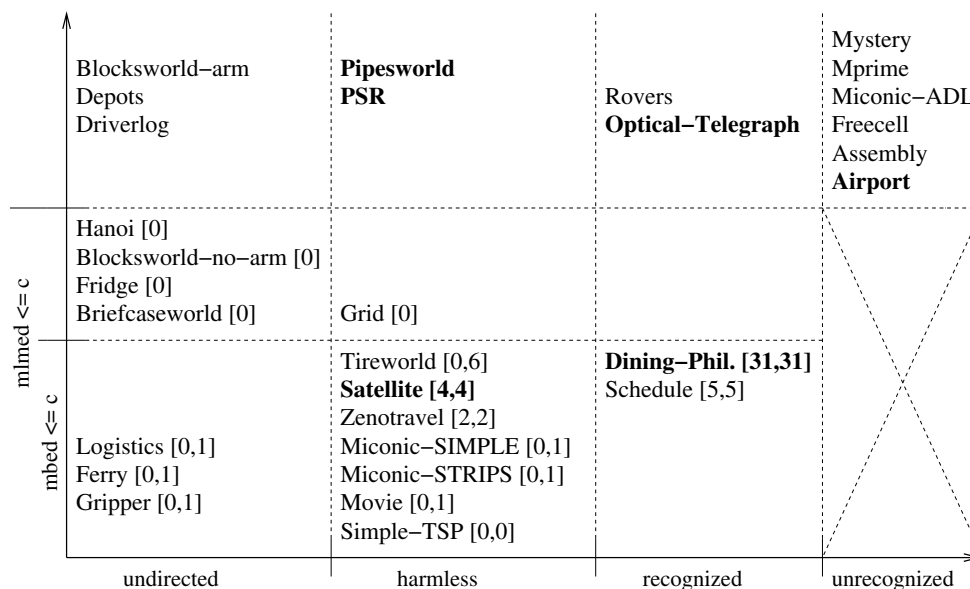 Blocksworld−arm
Depots
Driverlog
Pipesworld
PSR
Rovers
Optical−Telegraph
Mystery
Mprime
Miconic−ADL
Freecell
Assembly
Airport
mlmed <= c
Hanoi [0]
Blocksworld−no−arm [0]
Fridge [0]
Briefcaseworld [0]
Grid [0]
mbed <= c
Logistics [0,1]
Ferry [0,1]
Gripper [0,1]
Tireworld [0,6]
Satellite [4,4]
Zenotravel [2,2]
Miconic−SIMPLE [0,1]
Miconic−STRIPS [0,1]
Movie [0,1]
Simple−TSP [0,0]
Dining−Phil. [31,31]
Schedule [5,5]
undirected
harmless
recognized
unrecognized